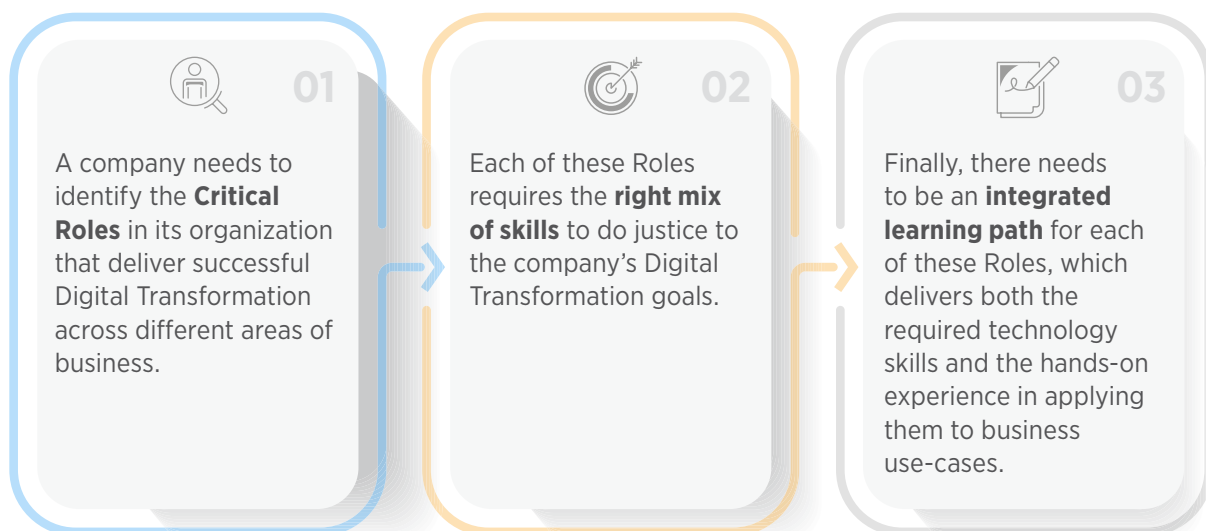 01
A company needs to
identify the Critical
Roles in its organization
that deliver successful
Digital Transformation
across different areas of
business.
02
Each of these Roles
requires the right mix
of skills to do justice to
the company’s Digital
Transformation goals.
03
Finally, there needs
to be an integrated
learning path for each
of these Roles, which
delivers both the
required technology
skills and the hands-on
experience in applying
them to business
use-cases.